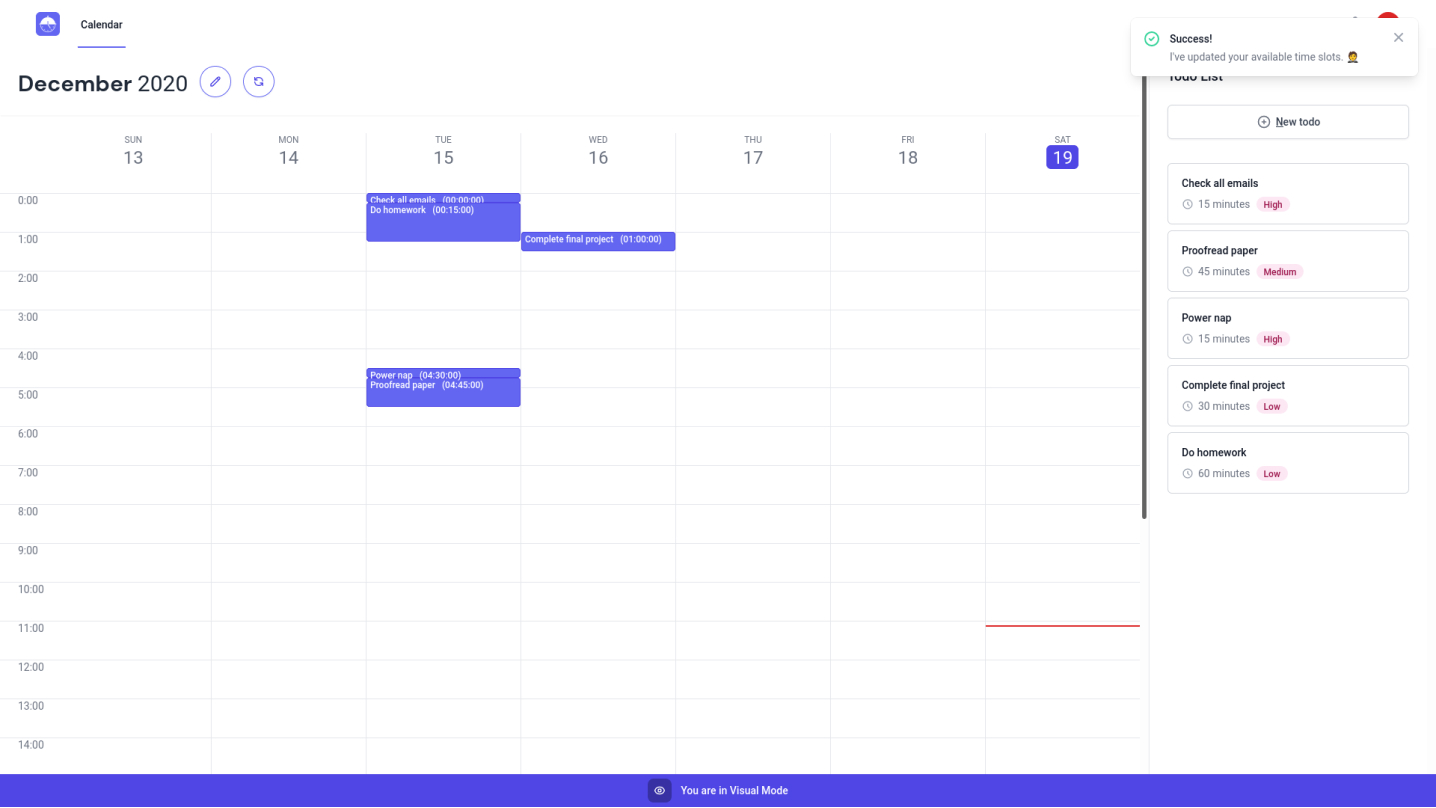 Calendar
Success!
I've updated your available time slots. 🤵
December 2020
Todo List
New todo
SUN
13
MON
14
TUE
15
WED
16
THU
17
FRI
18
SAT
19
0:00
1:00
2:00
3:00
4:00
5:00
6:00
7:00
8:00
9:00
10:00
11:00
12:00
13:00
14:00
Check all emails (00:00:00)
Do homework (00:15:00)
Complete final project (01:00:00)
Power nap (04:30:00)
Proofread paper (04:45:00)
Check all emails
15 minutes High
Proofread paper
45 minutes Medium
Power nap
15 minutes High
Complete final project
30 minutes Low
Do homework
60 minutes Low
You are in Visual Mode